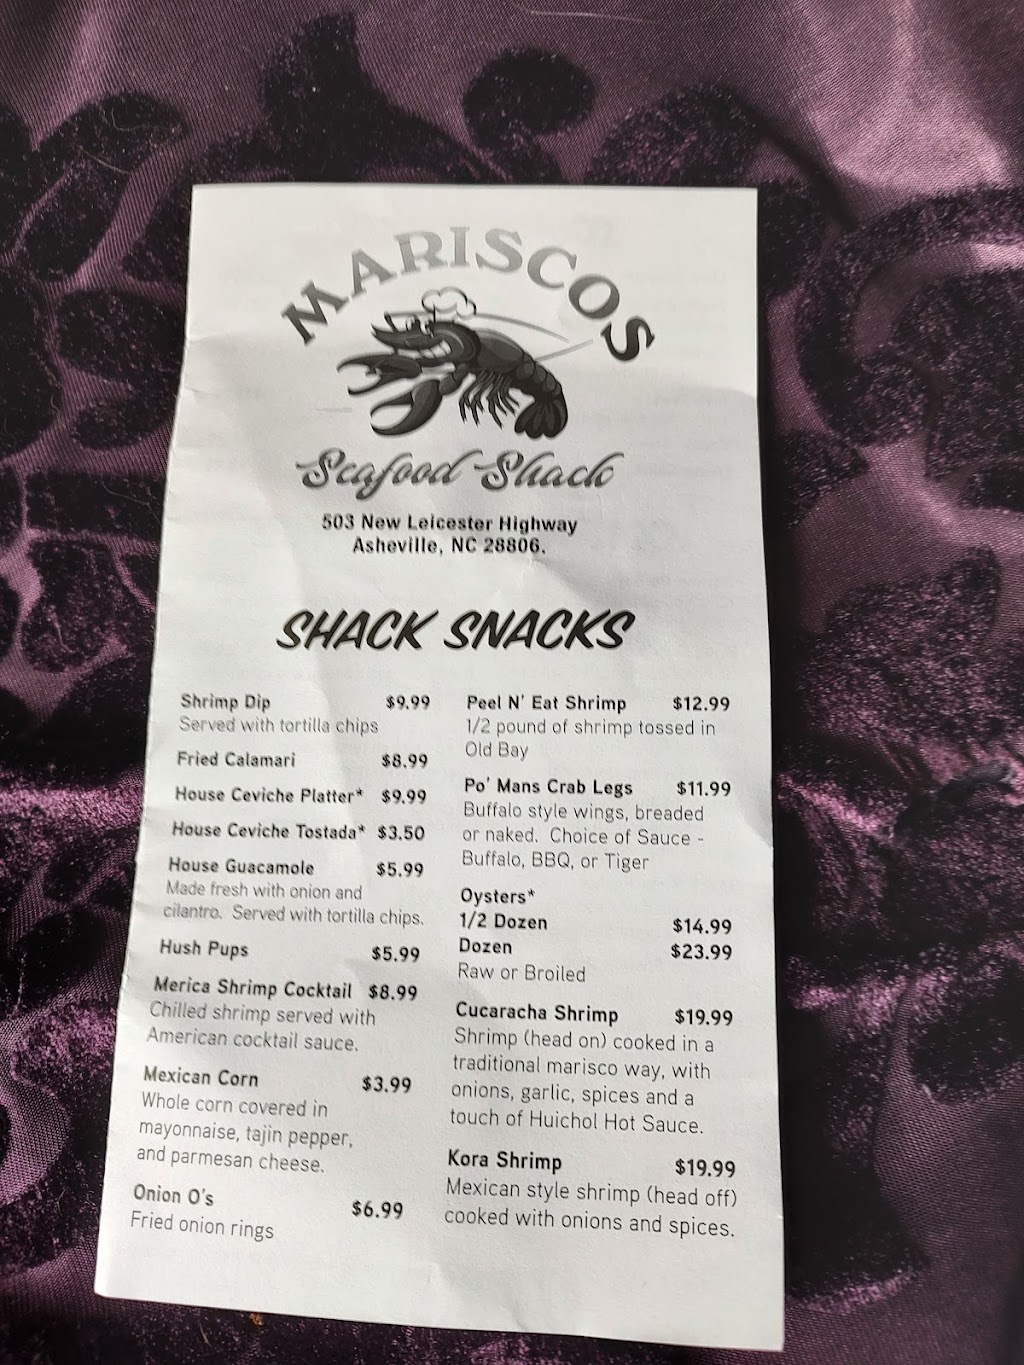 MARISCOS
Seafood Shack
503 New Leicester Highway
Asheville, NC 28806.
SHACK SNACKS
Shrimp Dip $9.99
Served with tortilla chips
Fried Calamari $8.99
House Ceviche Platter* $9.99
House Ceviche Tostada* $3.50
House Guacamole $5.99
Made fresh with onion and
cilantro. Served with tortilla chips.
Hush Pups $5.99
Merica Shrimp Cocktail $8.99
Chilled shrimp served with
American cocktail sauce.
Mexican Corn $3.99
Whole corn covered in
mayonnaise, tajin pepper,
and parmesan cheese.
Onion O's $6.99
Fried onion rings
Peel N' Eat Shrimp $12.99
1/2 pound of shrimp tossed in
Old Bay
Po' Mans Crab Legs $11.99
Buffalo style wings, breaded
or naked. Choice of Sauce -
Buffalo, BBQ, or Tiger
Oysters*
1/2 Dozen $14.99
Dozen $23.99
Raw or Broiled
Cucaracha Shrimp $19.99
Shrimp (head on) cooked in a
traditional marisco way, with
onions, garlic, spices and a
touch of Huichol Hot Sauce.
Kora Shrimp $19.99
Mexican style shrimp (head off)
cooked with onions and spices.